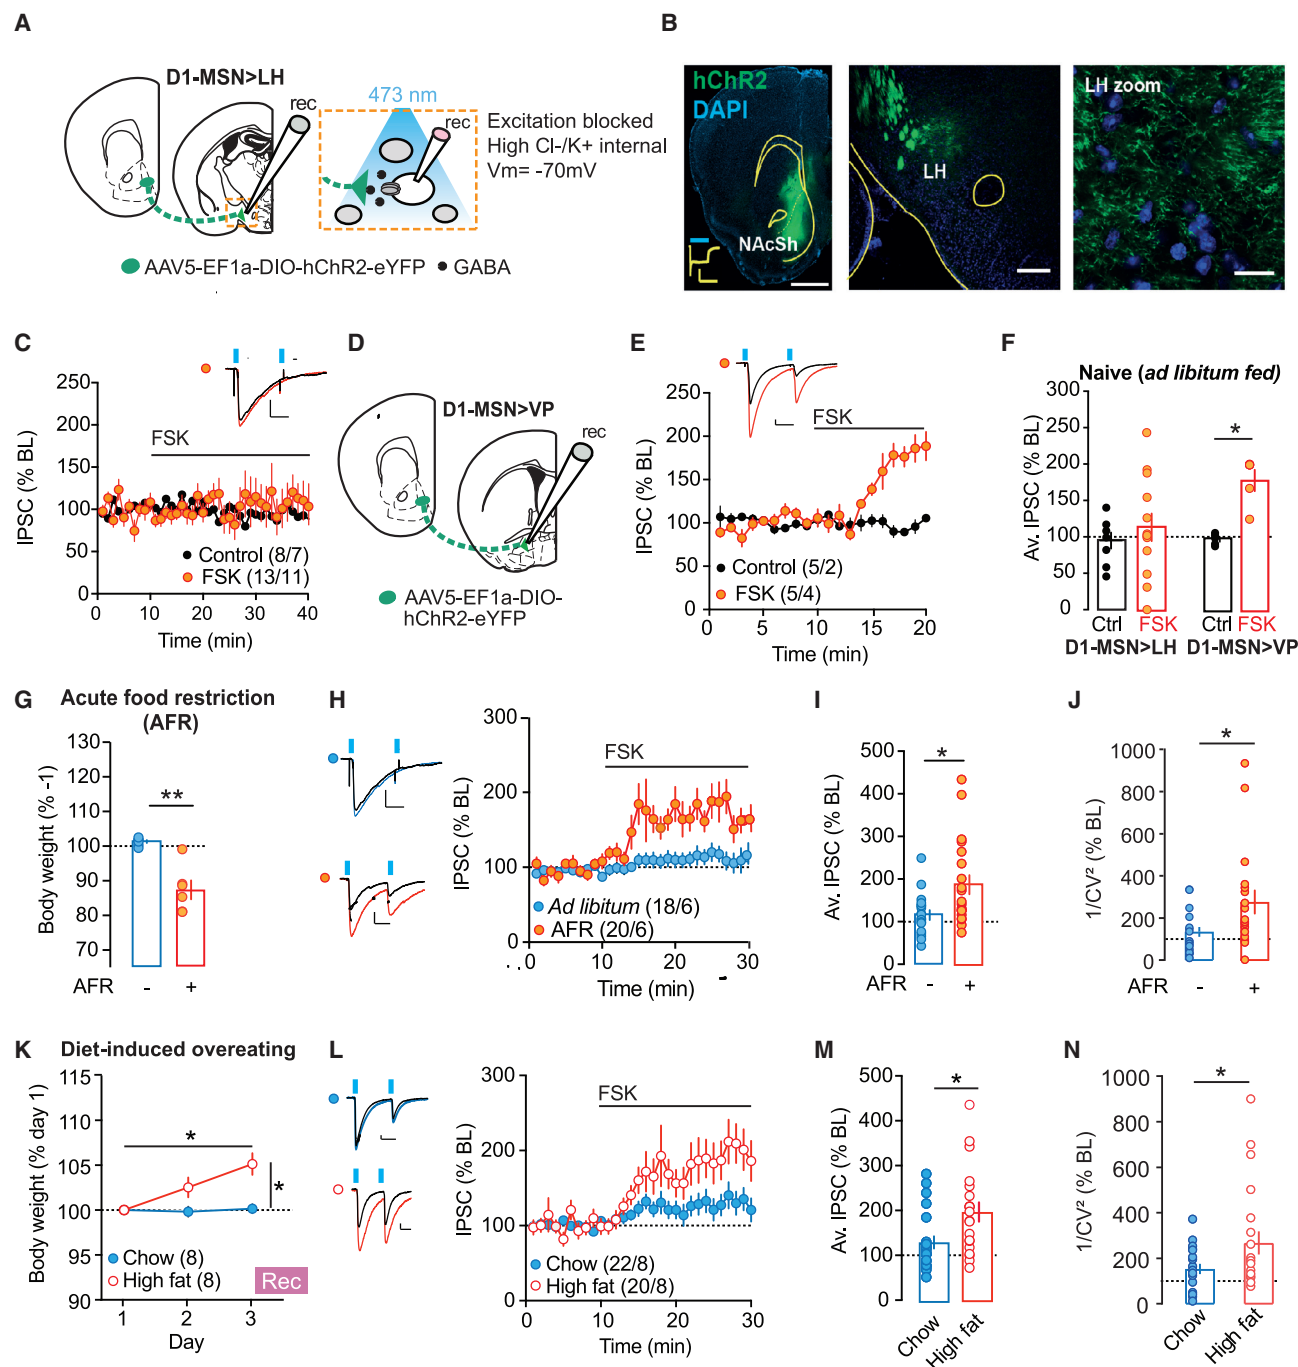 A
D1-MSN>LH
rec
473 nm
rec
Excitation blocked
High Cl-/K+ internal
Vm= -70mV
AAV5-EF1a-DIO-hChR2-eYFP
GABA
B
hChR2
DAPI
NAcSh
LH
LH zoom
C
IPSC (% BL)
250
200
150
100
50
0
FSK
Control (8/7)
FSK (13/11)
0 10 20 30 40
Time (min)
D
D1-MSN>VP
rec
AAV5-EF1a-DIO-
hChR2-eYFP
E
IPSC (% BL)
250
200
150
100
50
0
FSK
Control (5/2)
FSK (5/4)
0 5 10 15 20
Time (min)
F
Naive (ad libitum fed)
Av. IPSC (% BL)
300
250
200
150
100
50
0
*
Ctrl FSK Ctrl FSK
D1-MSN>LH D1-MSN>VP
G
Acute food restriction
(AFR)
Body weight (% -1)
130
120
110
100
90
80
70
**
AFR - +
H
IPSC (% BL)
300
200
100
0
FSK
Ad libitum (18/6)
AFR (20/6)
0 10 20 30
Time (min)
I
Av. IPSC (% BL)
500
400
300
200
100
0
*
AFR - +
J
1/CV² (% BL)
1000
800
600
400
200
0
*
AFR - +
K
Diet-induced overeating
Body weight (% day 1)
115
110
105
100
95
90
*
*
Chow (8)
High fat (8)
Rec
1 2 3
Day
L
IPSC (% BL)
300
200
100
0
FSK
Chow (22/8)
High fat (20/8)
0 10 20 30
Time (min)
M
Av. IPSC (% BL)
500
400
300
200
100
0
*
Chow High fat
N
1/CV² (% BL)
1000
800
600
400
200
0
*
Chow High fat